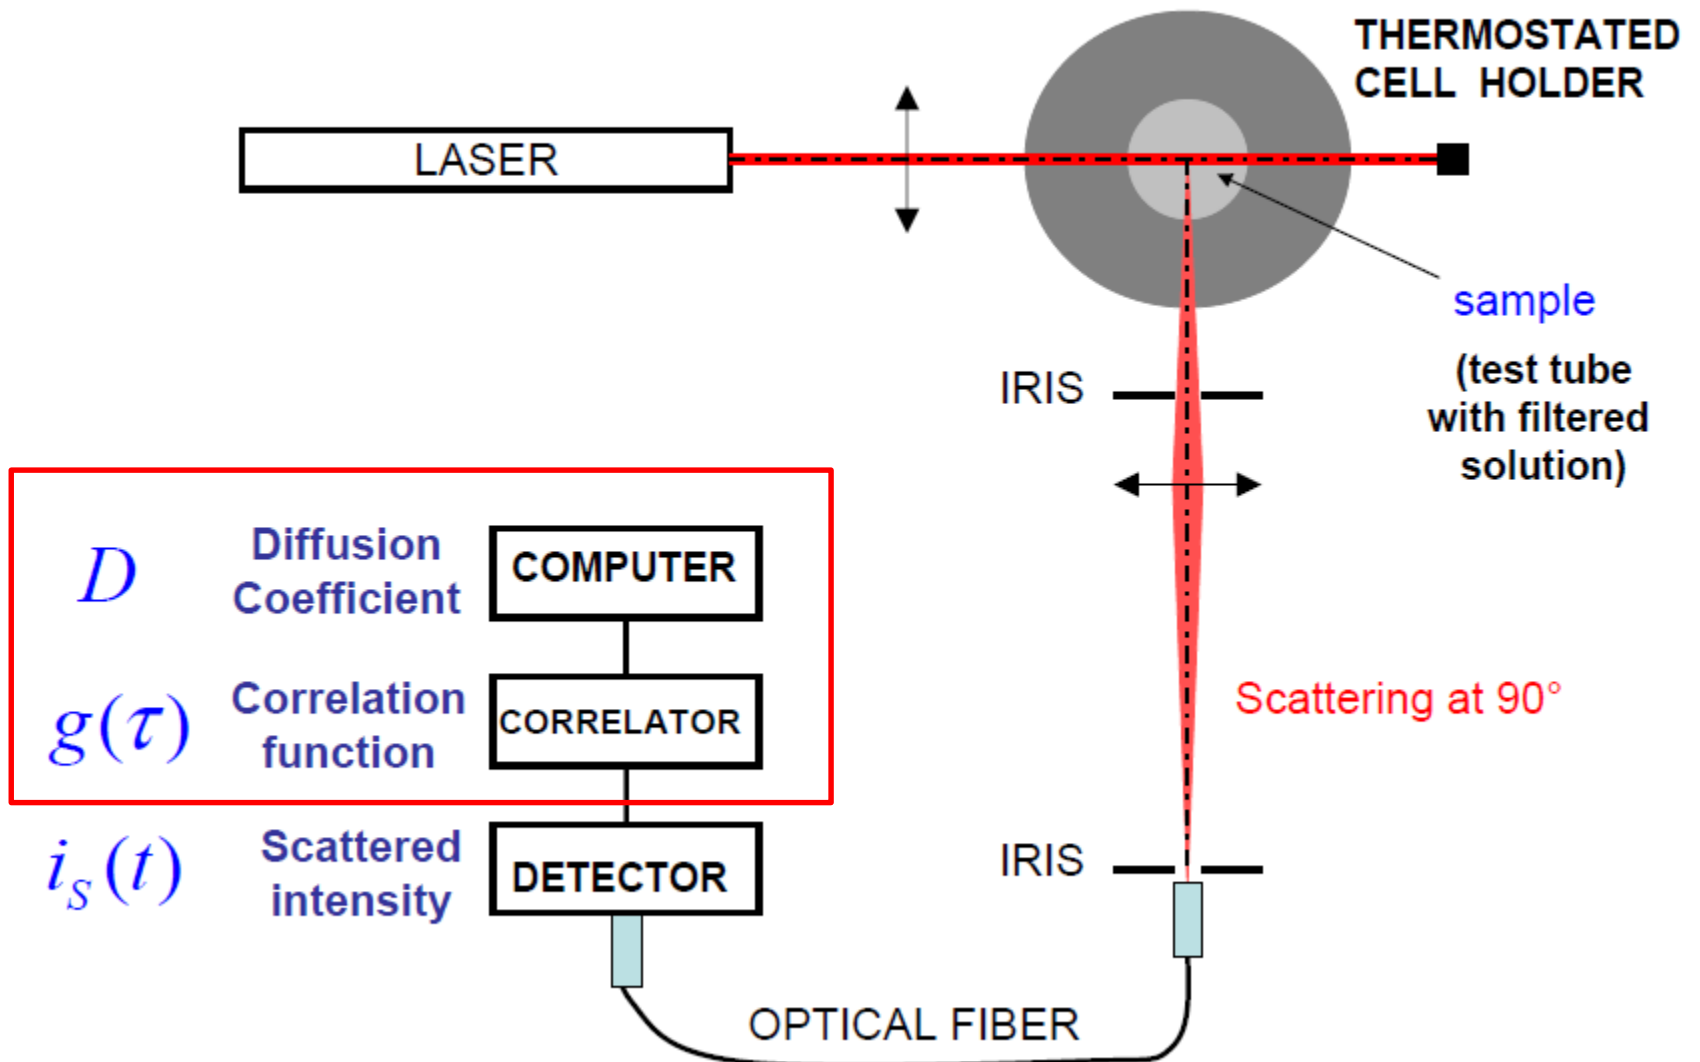 THERMOSTATED
CELL HOLDER
LASER
sample
(test tube
with filtered
solution)
IRIS
Scattering at 90°
IRIS
D
Diffusion
Coefficient
COMPUTER
g(τ)
Correlation
function
CORRELATOR
i_S(t)
Scattered
intensity
DETECTOR
OPTICAL FIBER